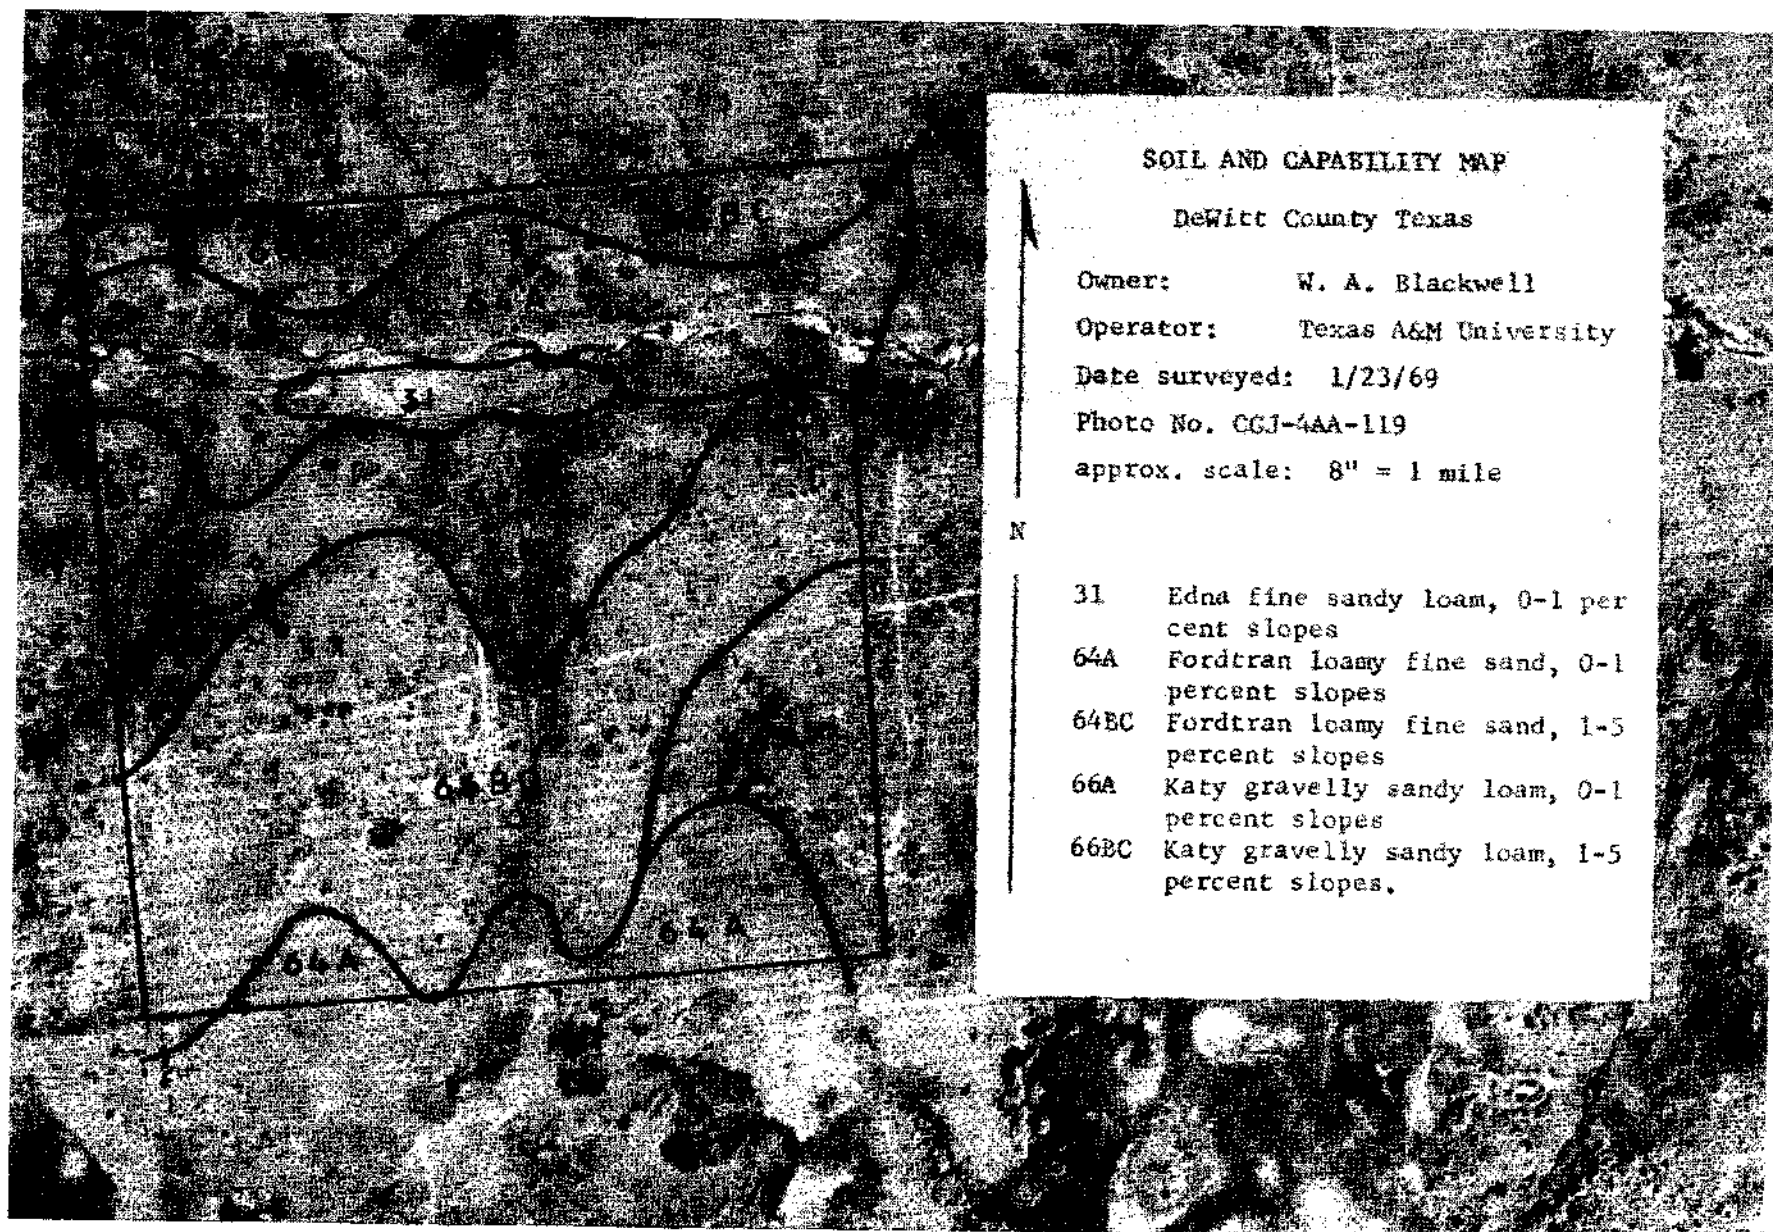 SOIL AND CAPABILITY MAP
DeWitt County Texas
Owner: W. A. Blackwell
Operator: Texas A&M University
Date surveyed: 1/23/69
Photo No. CGJ-4AA-119
approx. scale: 8" = 1 mile
N
31 Edna fine sandy loam, 0-1 per
cent slopes
64A Fordtran loamy fine sand, 0-1
percent slopes
64BC Fordtran loamy fine sand, 1-5
percent slopes
66A Katy gravelly sandy loam, 0-1
percent slopes
66BC Katy gravelly sandy loam, 1-5
percent slopes.
64A
31
64A
64A